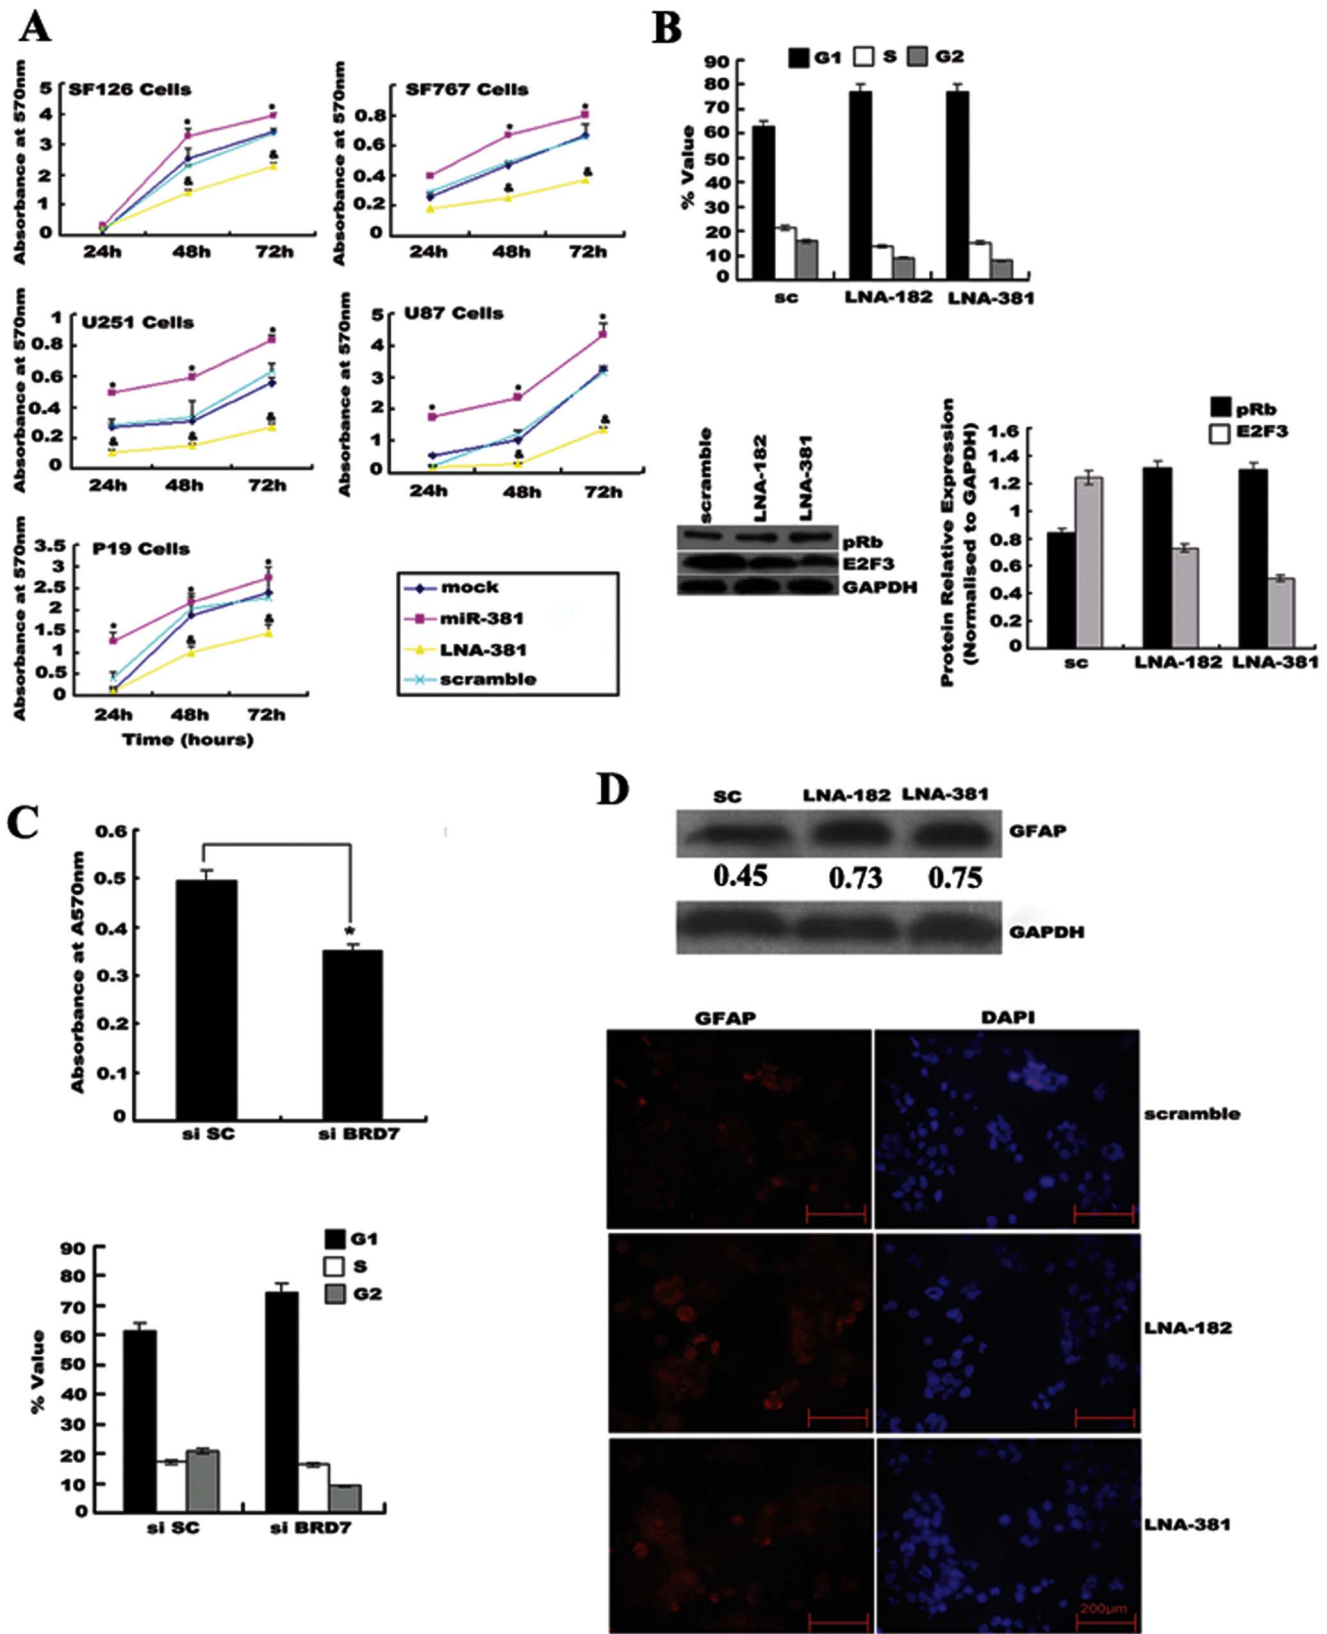 A
Absorbance at 570nm
SF126 Cells
5
4
3
2
1
0
24h 48h 72h
Absorbance at 570nm
SF767 Cells
0.8
0.6
0.4
0.2
0
24h 48h 72h
Absorbance at 570nm
U251 Cells
1
0.8
0.6
0.4
0.2
0
24h 48h 72h
Absorbance at 570nm
U87 Cells
5
4
3
2
1
0
24h 48h 72h
Absorbance at 570nm
P19 Cells
3.5
3
2.5
2
1.5
1
0.5
0
24h 48h 72h
Time (hours)
mock
miR-381
LNA-381
scramble
B
G1 S G2
% Value
90
80
70
60
50
40
30
20
10
0
sc LNA-182 LNA-381
scramble
LNA-182
LNA-381
pRb
E2F3
GAPDH
pRb
E2F3
Protein Relative Expression
(Normalised to GAPDH)
1.6
1.4
1.2
1
0.8
0.6
0.4
0.2
0
sc LNA-182 LNA-381
C
Absorbance at A570nm
0.6
0.5
0.4
0.3
0.2
0.1
0
*
si SC si BRD7
G1
S
G2
% Value
90
80
70
60
50
40
30
20
10
0
si SC si BRD7
D
SC LNA-182 LNA-381
GFAP
0.45 0.73 0.75
GAPDH
GFAP DAPI
scramble
LNA-182
LNA-381
200µm